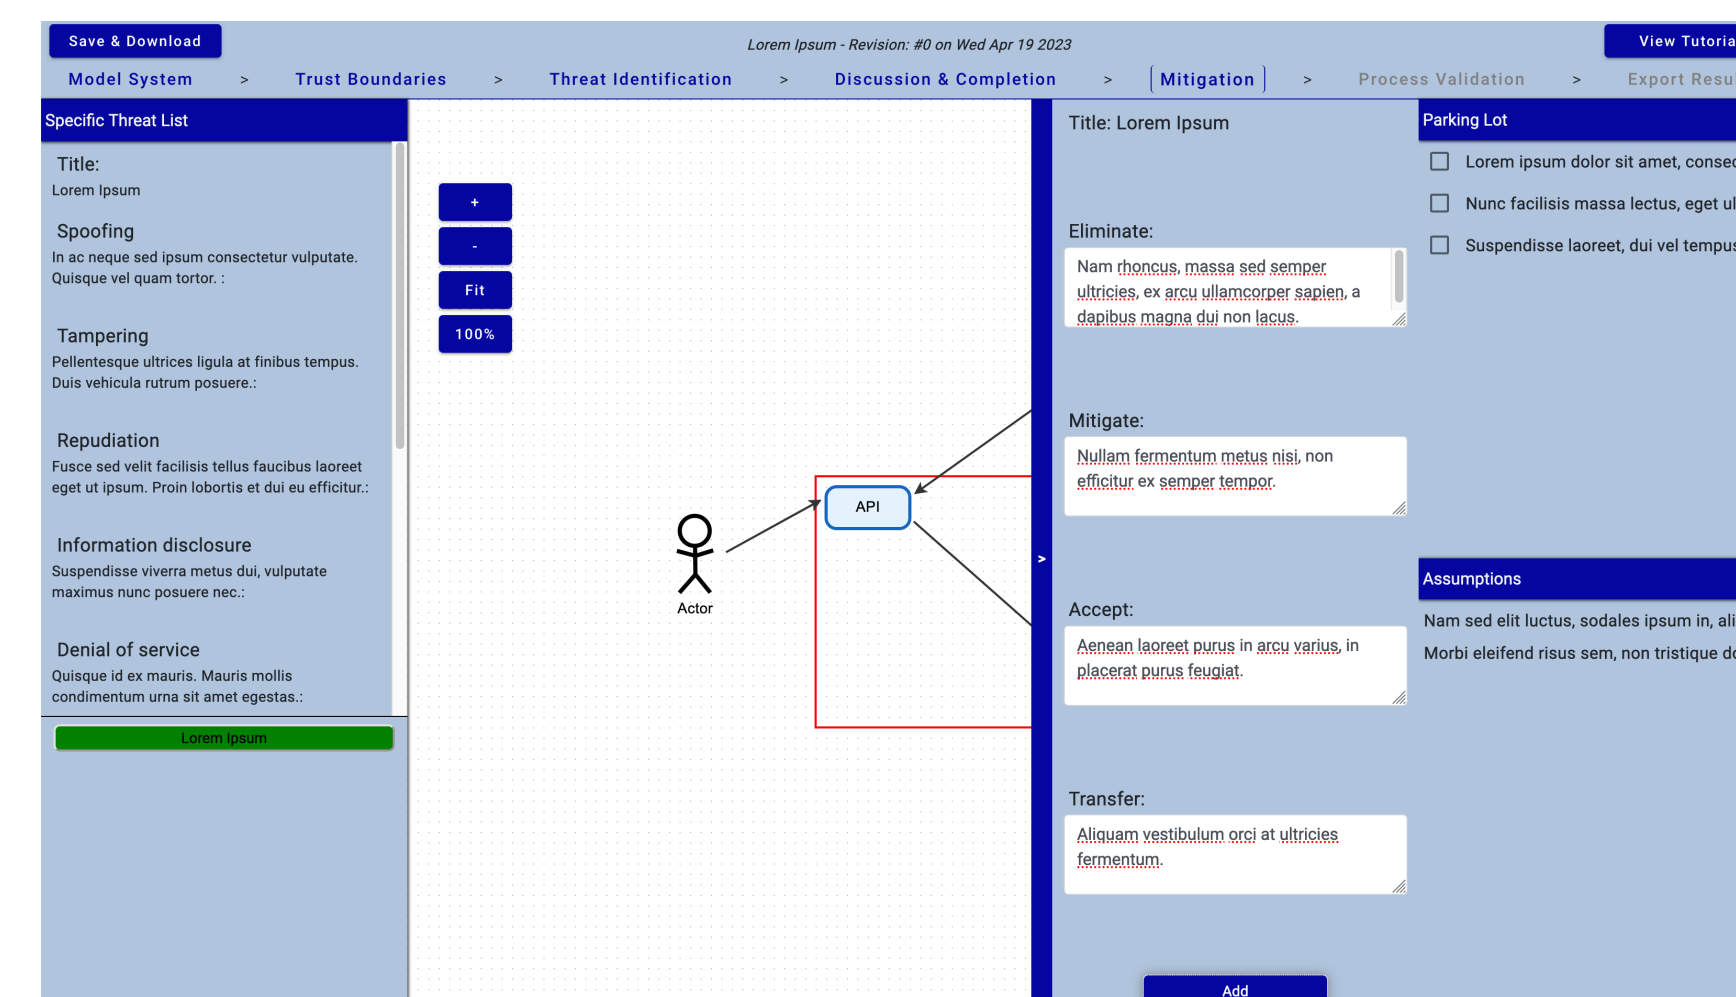 Save & Download
Lorem Ipsum - Revision: #0 on Wed Apr 19 2023
View Tutoria
Model System > Trust Boundaries > Threat Identification > Discussion & Completion > Mitigation > Process Validation > Export Resul
Specific Threat List
Title:
Lorem Ipsum
Spoofing
In ac neque sed ipsum consectetur vulputate.
Quisque vel quam tortor. :
Tampering
Pellentesque ultrices ligula at finibus tempus.
Duis vehicula rutrum posuere.:
Repudiation
Fusce sed velit facilisis tellus faucibus laoreet
eget ut ipsum. Proin lobortis et dui eu efficitur.:
Information disclosure
Suspendisse viverra metus dui, vulputate
maximus nunc posuere nec.:
Denial of service
Quisque id ex mauris. Mauris mollis
condimentum urna sit amet egestas.:
Lorem Ipsum
+
-
Fit
100%
Actor
API
>
Title: Lorem Ipsum
Eliminate:
Nam rhoncus, massa sed semper
ultricies, ex arcu ullamcorper sapien, a
dapibus magna dui non lacus.
Mitigate:
Nullam fermentum metus nisi, non
efficitur ex semper tempor.
Accept:
Aenean laoreet purus in arcu varius, in
placerat purus feugiat.
Transfer:
Aliquam vestibulum orci at ultricies
fermentum.
Add
Parking Lot
Lorem ipsum dolor sit amet, consec
Nunc facilisis massa lectus, eget ul
Suspendisse laoreet, dui vel tempus
Assumptions
Nam sed elit luctus, sodales ipsum in, ali
Morbi eleifend risus sem, non tristique do